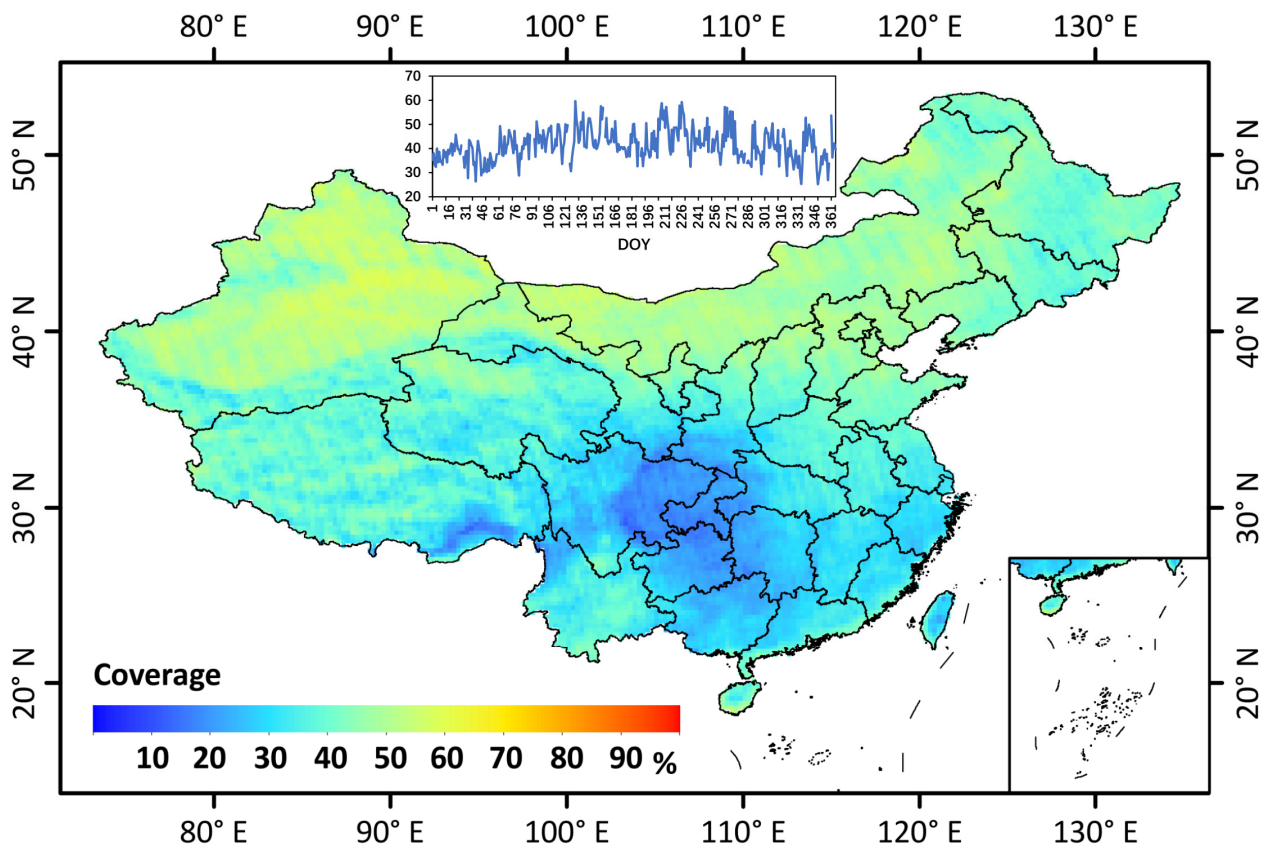 80° E 90° E 100° E 110° E 120° E 130° E
70
60
50
40
30
20
1 16 31 46 61 76 91 106 121 136 151 166 181 196 211 226 241 256 271 286 301 316 331 346 361
DOY
50° N 50° N
40° N 40° N
30° N 30° N
20° N 20° N
Coverage
10 20 30 40 50 60 70 80 90 %
80° E 90° E 100° E 110° E 120° E 130° E